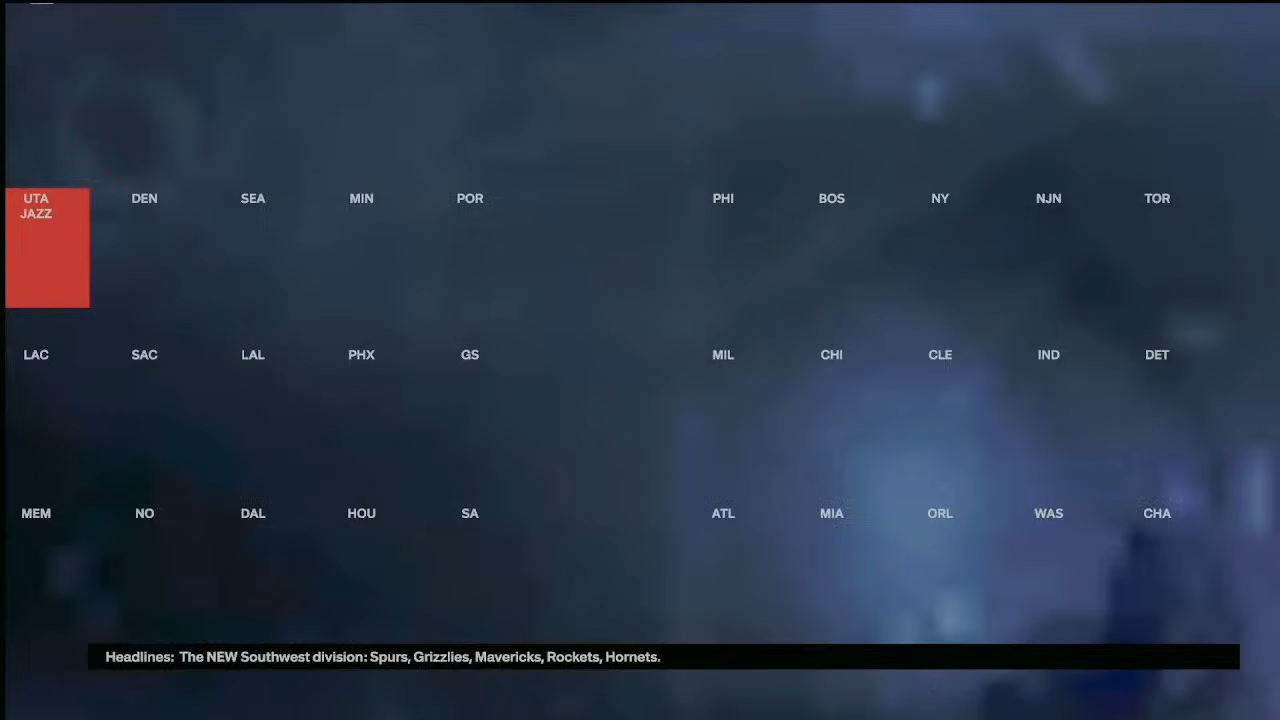 UTA DEN SEA MIN POR PHI BOS NY NJN TOR
JAZZ
LAC SAC LAL PHX GS MIL CHI CLE IND DET
MEM NO DAL HOU SA ATL MIA ORL WAS CHA
Headlines: The NEW Southwest division: Spurs, Grizzlies, Mavericks, Rockets, Hornets.